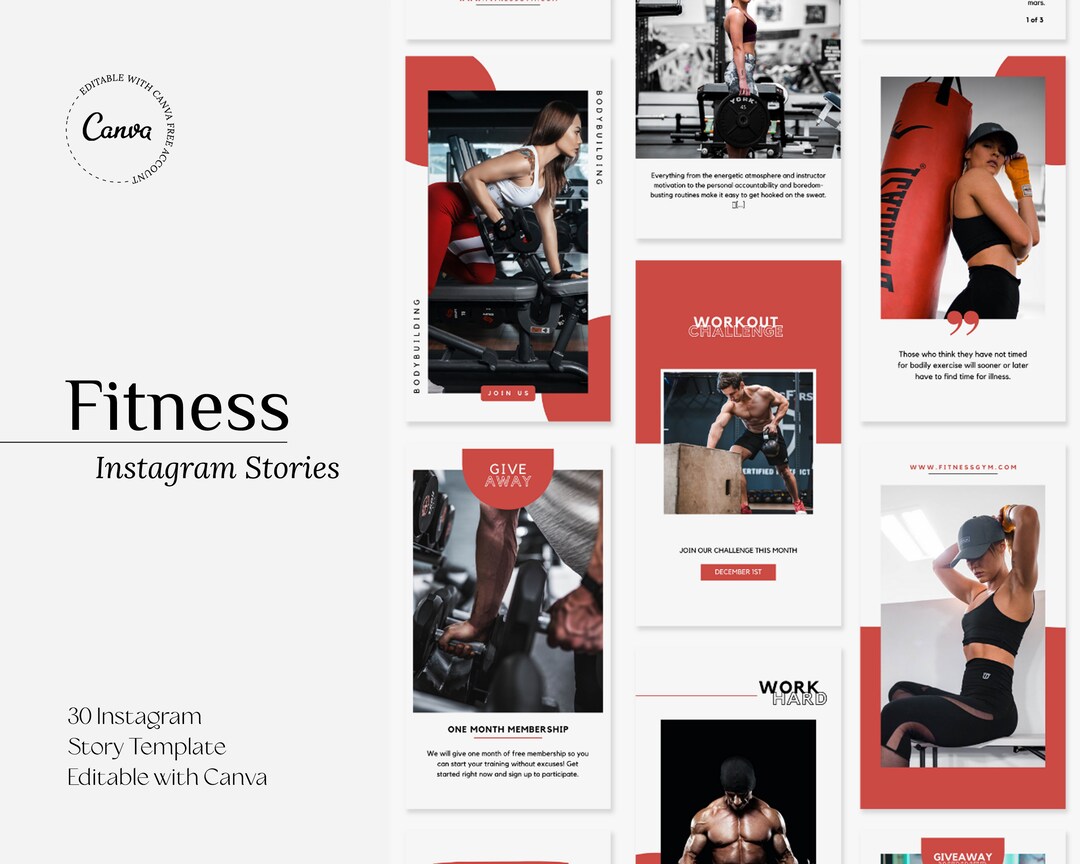 EDITABLE WITH CANVA FREE ACCOUNT
Canva
Fitness
Instagram Stories
30 Instagram
Story Template
Editable with Canva
BODYBUILDING
BODYBUILDING
JOIN US
GIVE
AWAY
ONE MONTH MEMBERSHIP
We will give one month of free membership so you
can start your training without excuses! Get
started right now and sign up to participate.
YORK
45
Everything from the energetic atmosphere and instructor
motivation to the personal accountability and boredom-
busting routines make it easy to get hooked on the sweat.
[...]
WORKOUT
CHALLENGE
CERTIFIED
JOIN OUR CHALLENGE THIS MONTH
DECEMBER 1ST
WORK
HARD
mars.
1 of 3
Those who think they have not timed
for bodily exercise will sooner or later
have to find time for illness.
WWW.FITNESSGYM.COM
GIVEAWAY